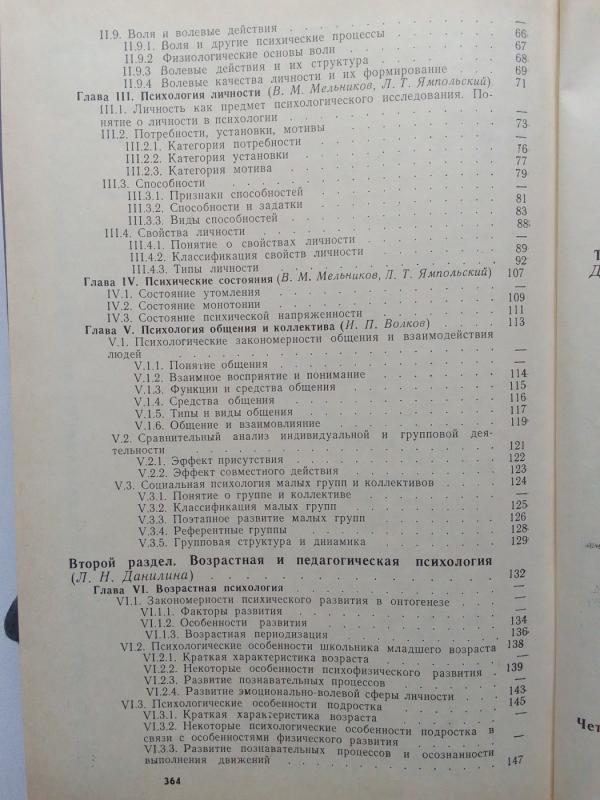 II.9. Воля и волевые действия . . . —
II.9.1. Воля и другие психические процессы . . . 66
II.9.2 Физиологические основы воли . . . 67
II.9.3 Волевые действия и их структура . . . 68
II.9.4 Волевые качества личности и их формирование . . . 69
Глава III. Психология личности (В. М. Мельников, Л. Т. Ямпольский) 71
III.1. Личность как предмет психологического исследования. По-
нятие о личности в психологии . . . —
III.2. Потребности, установки, мотивы . . . 73
III.2.1. Категория потребности . . . —
III.2.2. Категория установки . . . 76
III.2.3. Категория мотива . . . 77
III.3. Способности . . . 79
III.3.1. Признаки способностей . . . —
III.3.2. Способности и задатки . . . 81
III.3.3. Виды способностей . . . 83
III.4. Свойства личности . . . 88
III.4.1. Понятие о свойствах личности . . . —
III.4.2. Классификация свойств личности . . . 89
III.4.3. Типы личности . . . 92
Глава IV. Психические состояния (В. М. Мельников, Л. Т. Ямпольский) 107
IV.1. Состояние утомления . . . —
IV.2. Состояние монотонии . . . 109
IV.3. Состояние психической напряженности . . . 111
Глава V. Психология общения и коллектива (И. П. Волков) . . . 113
V.1. Психологические закономерности общения и взаимодействия
людей . . . —
V.1.1. Понятие общения . . . —
V.1.2. Взаимное восприятие и понимание . . . 114
V.1.3. Функции и средства общения . . . 115
V.1.4. Средства общения . . . 116
V.1.5. Типы и виды общения . . . 117
V.1.6. Общение и взаимовлияние . . . 119
V.2. Сравнительный анализ индивидуальной и групповой дея-
тельности . . . 121
V.2.1. Эффект присутствия . . . 122
V.2.2. Эффект совместного действия . . . 123
V.3. Социальная психология малых групп и коллективов . . . 124
V.3.1. Понятие о группе и коллективе . . . —
V.3.2. Классификация малых групп . . . 125
V.3.3. Поэтапное развитие малых групп . . . 126
V.3.4. Референтные группы . . . 128
V.3.5. Групповая структура и динамика . . . 129
Второй раздел. Возрастная и педагогическая психология
(Л. Н. Данилина) . . . 132
Глава VI. Возрастная психология . . . —
VI.1. Закономерности психического развития в онтогенезе . . . —
VI.1.1. Факторы развития . . . —
VI.1.2. Особенности развития . . . 134
VI.1.3. Возрастная периодизация . . . 136
VI.2. Психологические особенности школьника младшего возраста 138
VI.2.1. Краткая характеристика возраста . . . —
VI.2.2. Некоторые особенности психофизического развития . . . 139
VI.2.3. Развитие познавательных процессов . . . —
VI.2.4. Развитие эмоционально-волевой сферы личности . . . 143
VI.3. Психологические особенности подростка . . . 145
VI.3.1. Краткая характеристика возраста . . . —
VI.3.2. Некоторые психологические особенности подростка в
связи с особенностями физического развития . . . —
VI.3.3. Развитие познавательных процессов и осознанности
выполнения движений . . . 147
364